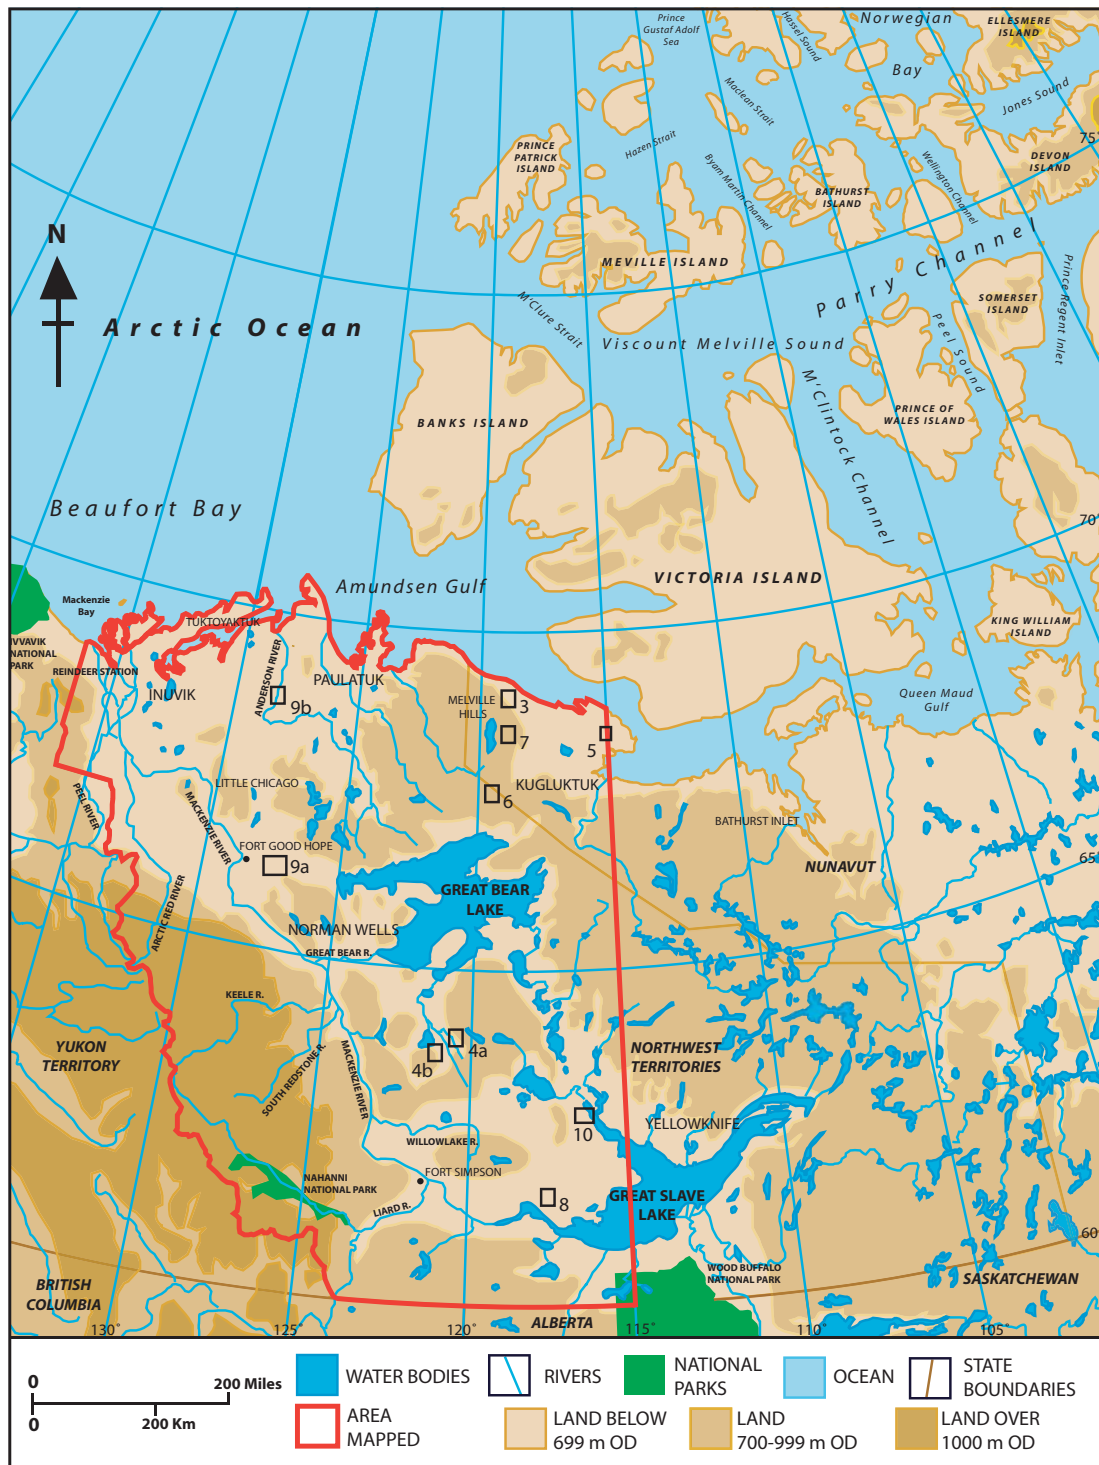 Prince
Gustaf Adolf
Sea
Hassel Sound
Norwegian
Bay
ELLESMERE
ISLAND
Jones Sound
Maclean Strait
Hazen Strait
75°
DEVON
ISLAND
PRINCE
PATRICK
ISLAND
Byam Martin Channel
BATHURST
ISLAND
Wellington Channel
N
MEVILLE ISLAND
Parry Channel
Prince Regent Inlet
SOMERSET
ISLAND
Arctic Ocean
M'Clure Strait
Viscount Melville Sound
Peel Sound
M'Clintock Channel
BANKS ISLAND
PRINCE OF
WALES ISLAND
Beaufort Bay
70°
Amundsen Gulf
VICTORIA ISLAND
Mackenzie
Bay
TUKTOYAKTUK
KING WILLIAM
ISLAND
IVVAVIK
NATIONAL
PARK
REINDEER STATION
INUVIK
ANDERSON RIVER
9b
PAULATUK
MELVILLE
HILLS
3
7
5
Queen Maud
Gulf
LITTLE CHICAGO
KUGLUKTUK
6
PEEL RIVER
MACKENZIE RIVER
BATHURST INLET
FORT GOOD HOPE
9a
65°
NUNAVUT
GREAT BEAR
LAKE
ARCTIC RED RIVER
NORMAN WELLS
GREAT BEAR R.
KEELE R.
YUKON
TERRITORY
SOUTH REDSTONE R.
MACKENZIE RIVER
4a
4b
NORTHWEST
TERRITORIES
10
YELLOWKNIFE
WILLOWLAKE R.
FORT SIMPSON
NAHANNI
NATIONAL PARK
LIARD R.
8
GREAT SLAVE
LAKE
60°
WOOD BUFFALO
NATIONAL PARK
SASKATCHEWAN
BRITISH
COLUMBIA
ALBERTA
130°
125°
120°
115°
110°
105°
0
200 Miles
0
200 Km
WATER BODIES
RIVERS
NATIONAL
PARKS
OCEAN
STATE
BOUNDARIES
AREA
MAPPED
LAND BELOW
699 m OD
LAND
700-999 m OD
LAND OVER
1000 m OD